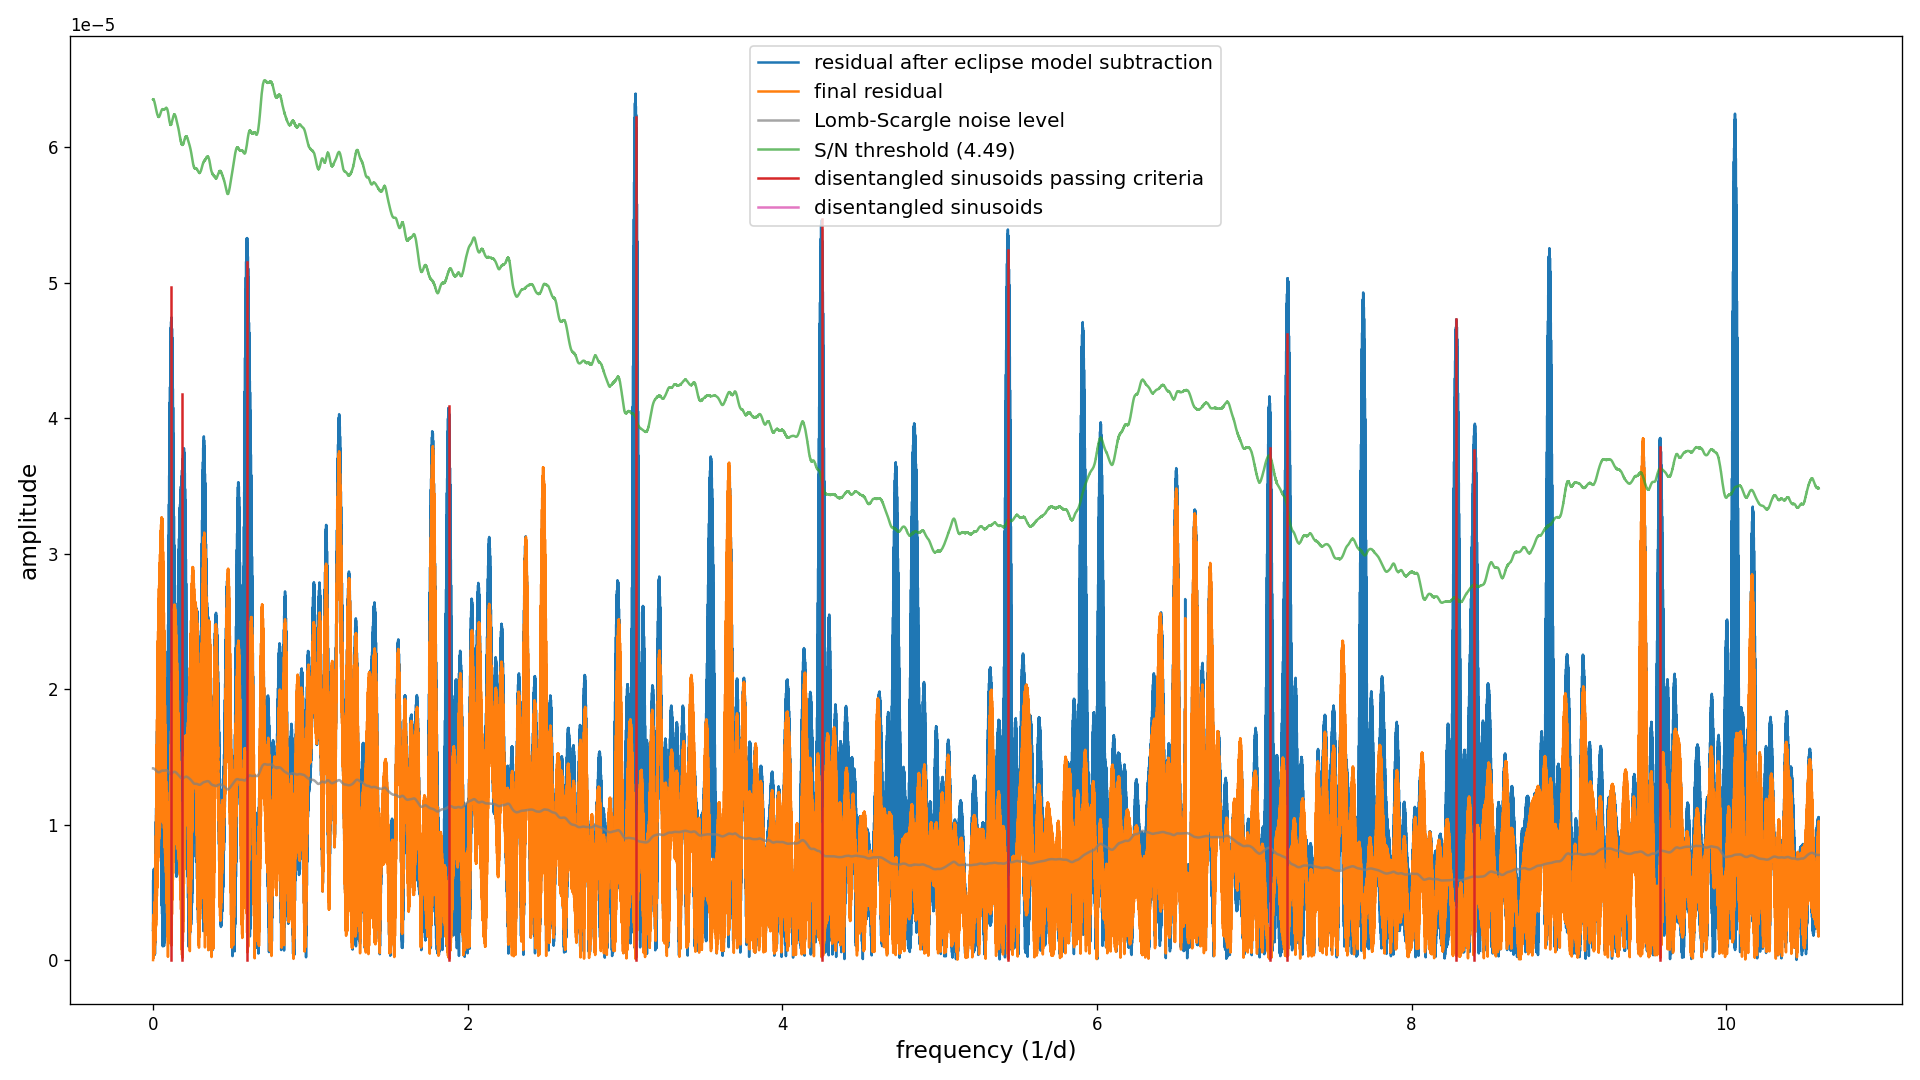 1e−5
residual after eclipse model subtraction
final residual
Lomb-Scargle noise level
S/N threshold (4.49)
disentangled sinusoids passing criteria
disentangled sinusoids
6
5
4
3
2
1
0
amplitude
0 2 4 6 8 10
frequency (1/d)